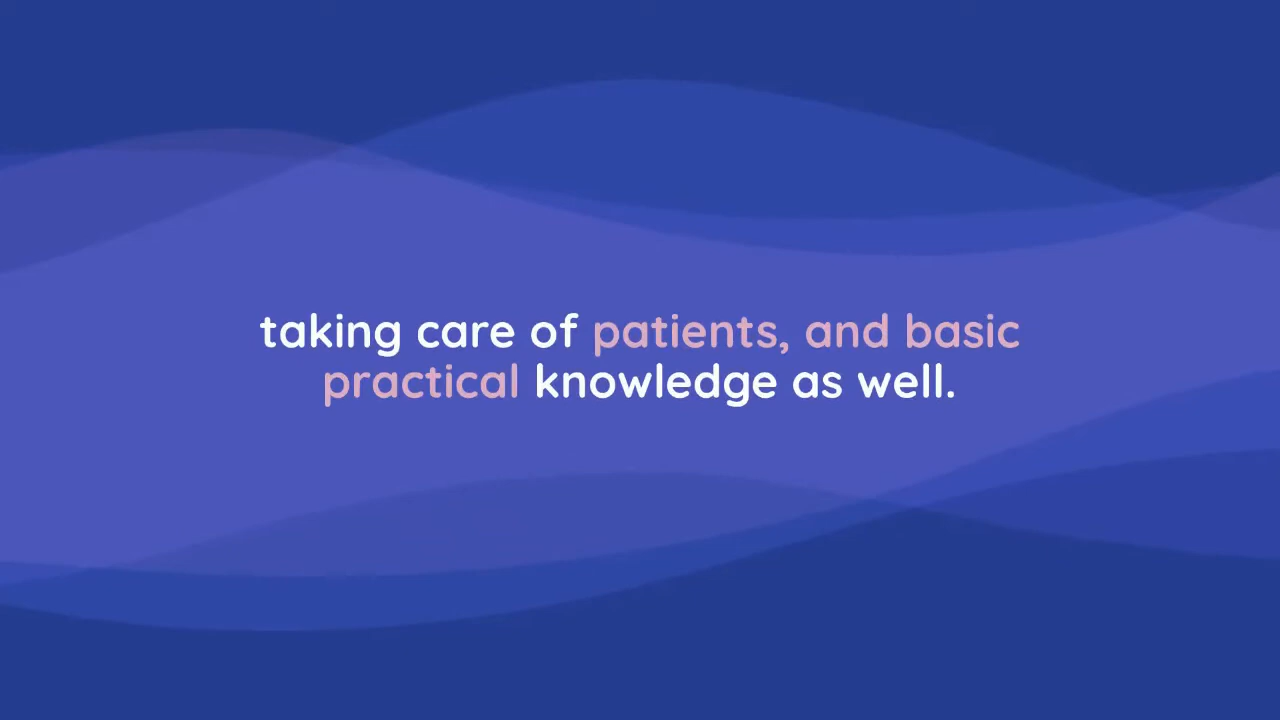 taking care of patients, and basic
practical knowledge as well.